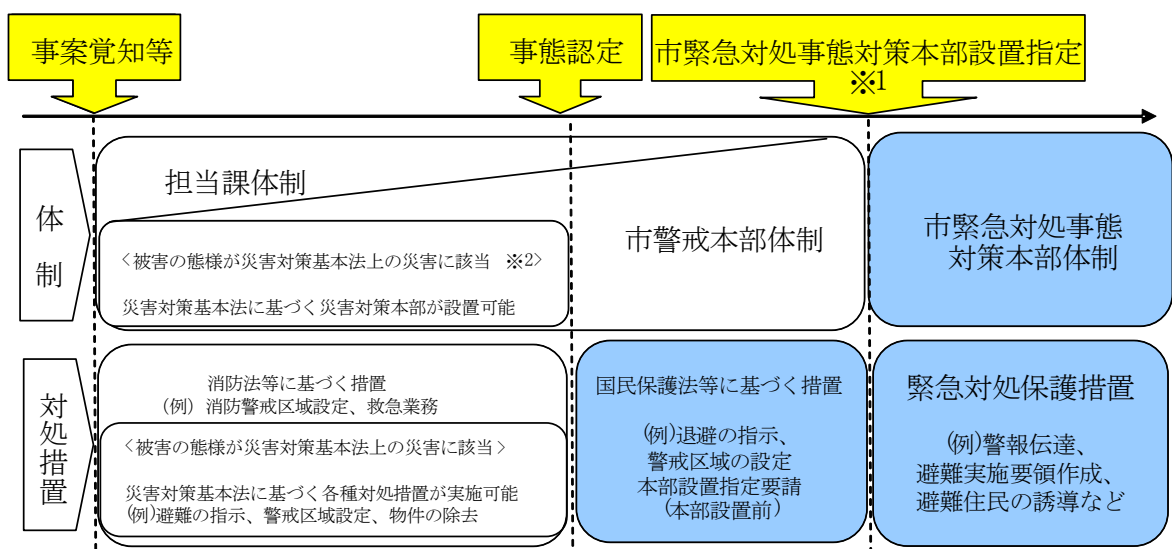 事案覚知等
事態認定
市緊急対処事態対策本部設置指定
※1
体
制
担当課体制
<被害の態様が災害対策基本法上の災害に該当 ※2>
災害対策基本法に基づく災害対策本部が設置可能
市警戒本部体制
市緊急対処事態
対策本部体制
対
処
措
置
消防法等に基づく措置
(例) 消防警戒区域設定、救急業務
<被害の態様が災害対策基本法上の災害に該当>
災害対策基本法に基づく各種対処措置が実施可能
(例)避難の指示、警戒区域設定、物件の除去
国民保護法等に基づく措置
(例)退避の指示、
警戒区域の設定
本部設置指定要請
(本部設置前)
緊急対処保護措置
(例)警報伝達、
避難実施要領作成、
避難住民の誘導など